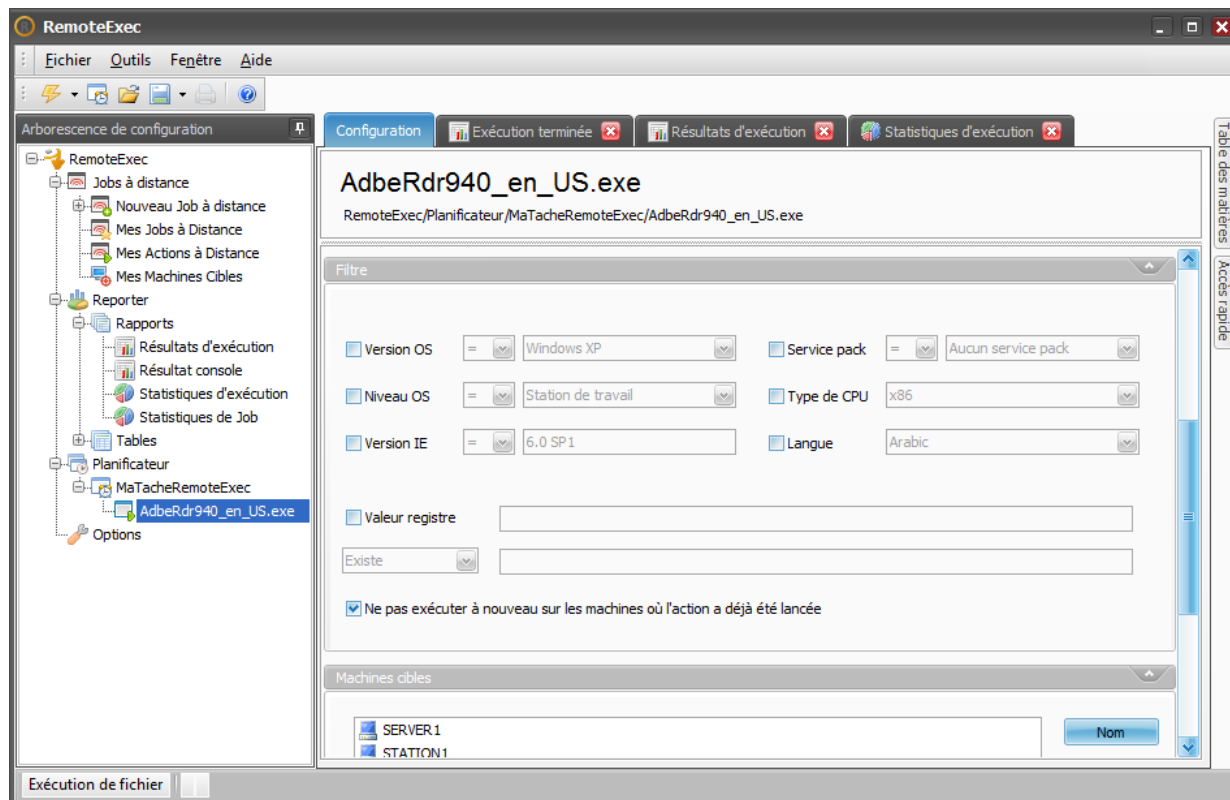 RemoteExec
Fichier Outils Fenêtre Aide
Arborescence de configuration
RemoteExec
Jobs à distance
Nouveau Job à distance
Mes Jobs à Distance
Mes Actions à Distance
Mes Machines Cibles
Reporter
Rapports
Résultats d'exécution
Résultat console
Statistiques d'exécution
Statistiques de Job
Tables
Planificateur
MaTacheRemoteExec
AdbeRdr940_en_US.exe
Options
Configuration Exécution terminée Résultats d'exécution Statistiques d'exécution
AdbeRdr940_en_US.exe
RemoteExec/Planificateur/MaTacheRemoteExec/AdbeRdr940_en_US.exe
Filtre
Version OS = Windows XP Service pack = Aucun service pack
Niveau OS = Station de travail Type de CPU x86
Version IE = 6.0 SP1 Langue Arabic
Valeur registre
Existe
Ne pas exécuter à nouveau sur les machines où l'action a déjà été lancée
Machines cibles
SERVER1
STATION1
Nom
Table des matières
Accès rapide
Exécution de fichier